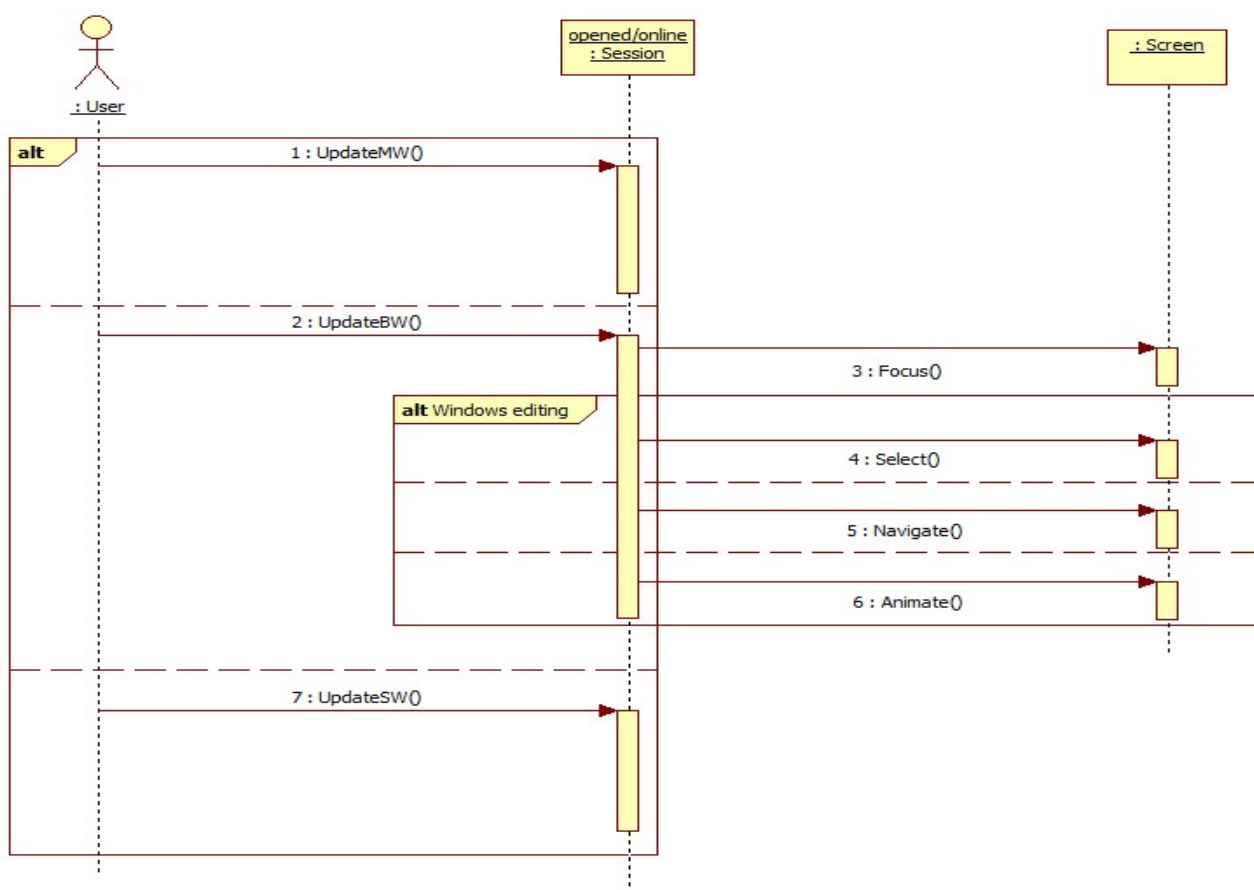 opened/online
: Session
: Screen
: User
alt
1 : UpdateMW()
2 : UpdateBW()
3 : Focus()
alt Windows editing
4 : Select()
5 : Navigate()
6 : Animate()
7 : UpdateSW()